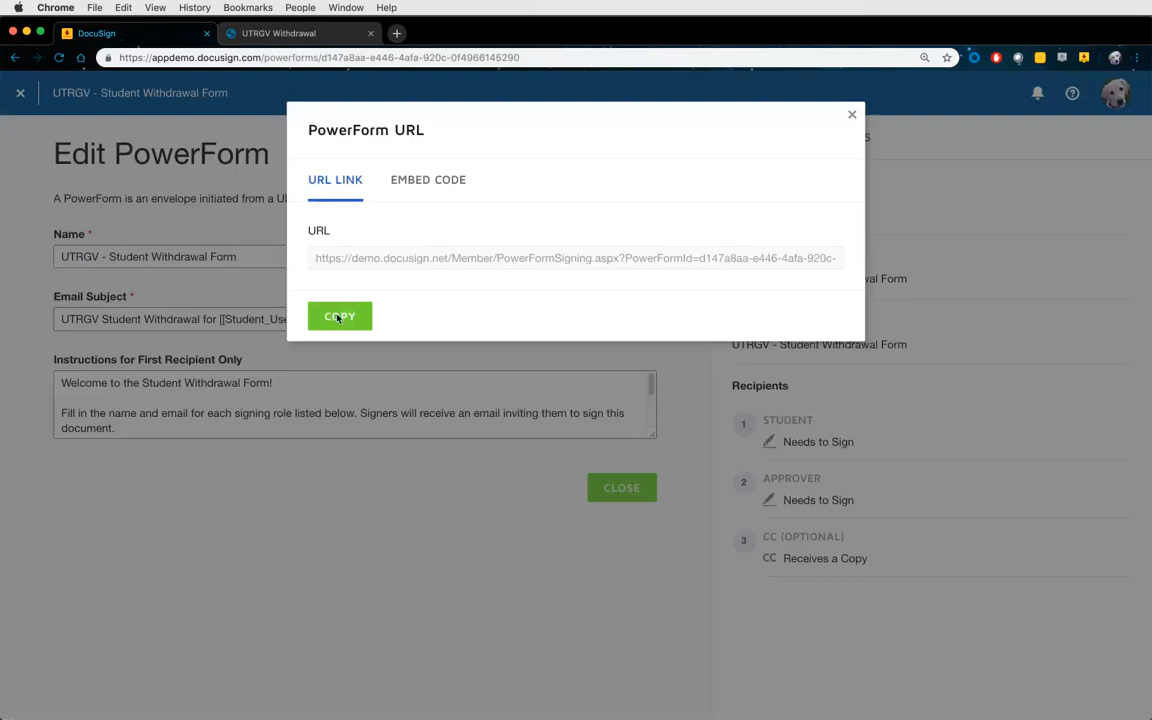 Chrome File Edit View History Bookmarks People Window Help
DocuSign UTRGV Withdrawal
https://appdemo.docusign.com/powerforms/d147a8aa-e446-4afa-920c-0f4966145290
UTRGV - Student Withdrawal Form
Edit PowerForm
A PowerForm is an envelope initiated from a U
Name *
UTRGV - Student Withdrawal Form
Email Subject *
UTRGV Student Withdrawal for [[Student_Use
Instructions for First Recipient Only
Welcome to the Student Withdrawal Form!
Fill in the name and email for each signing role listed below. Signers will receive an email inviting them to sign this
document.
CLOSE
PowerForm URL
URL LINK EMBED CODE
URL
https://demo.docusign.net/Member/PowerFormSigning.aspx?PowerFormId=d147a8aa-e446-4afa-920c-
COPY
S
awal Form
UTRGV - Student Withdrawal Form
Recipients
1 STUDENT
Needs to Sign
2 APPROVER
Needs to Sign
3 CC (OPTIONAL)
CC Receives a Copy